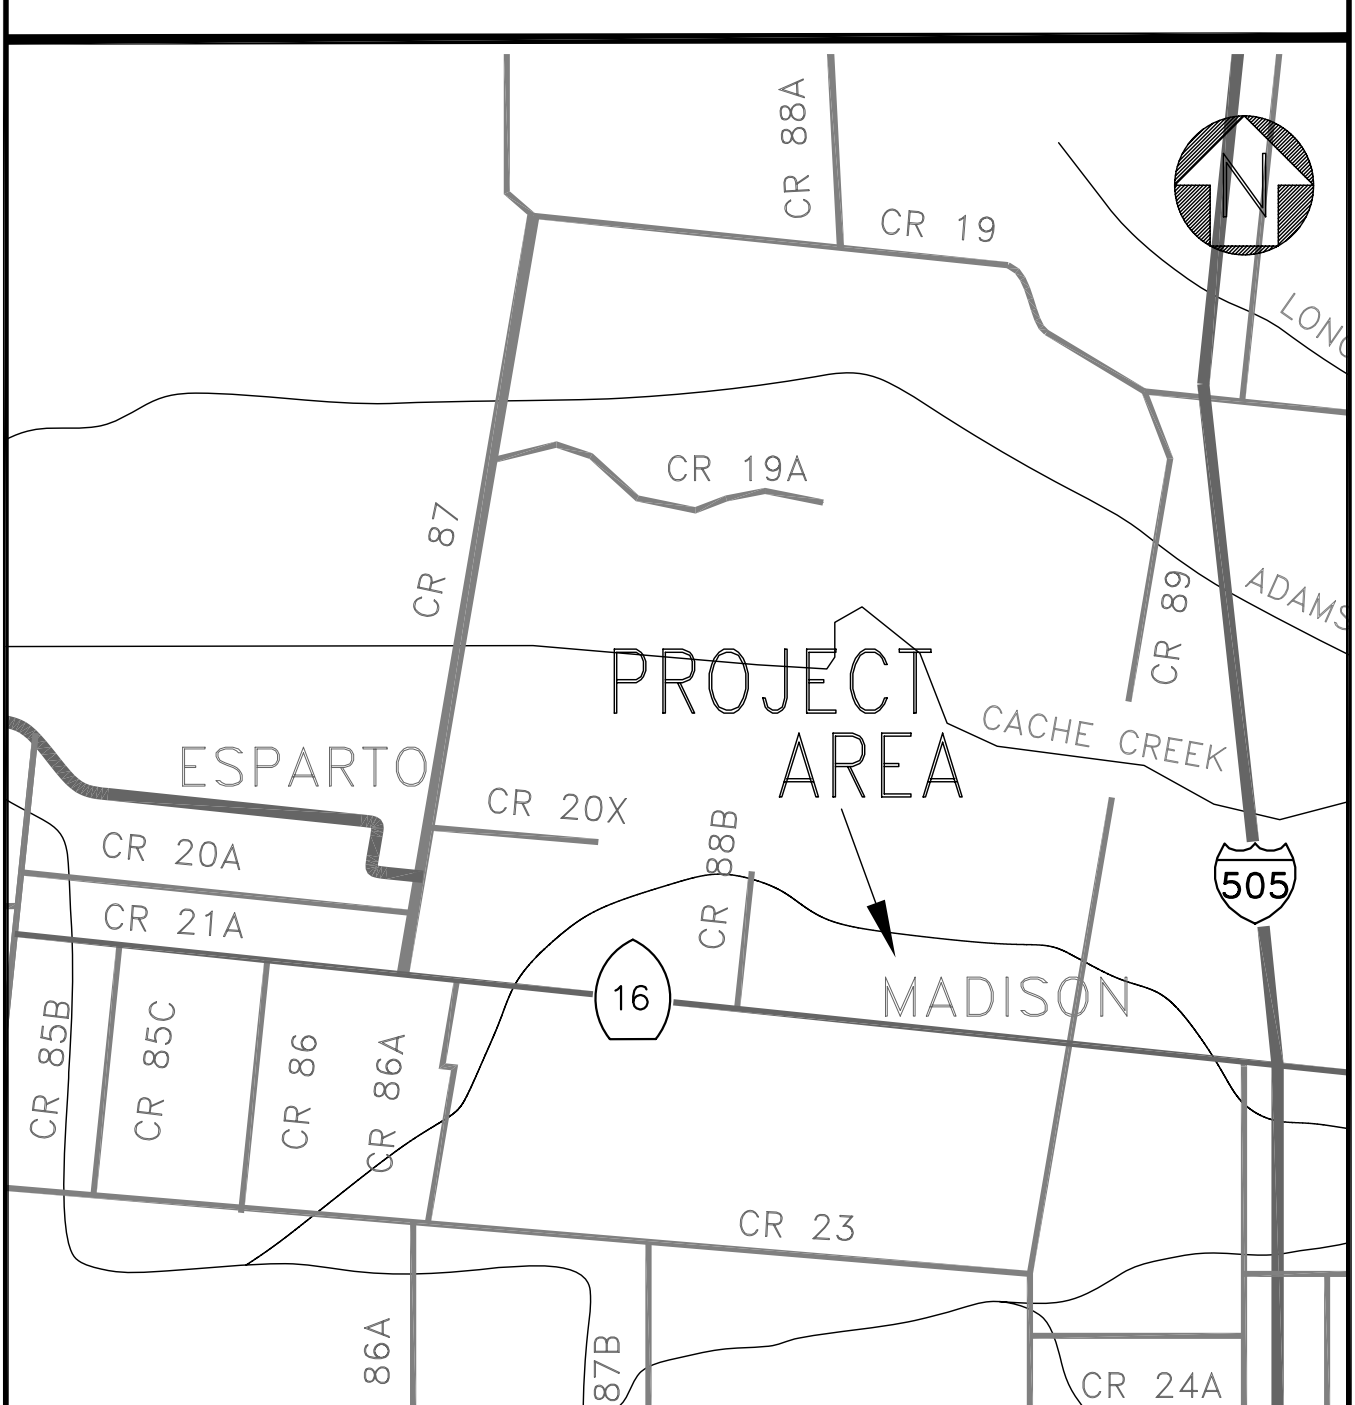 CR 88A
CR 19
N
LONG
CR 19A
CR 87
CR 89
ADAMS
PROJECT
AREA
CACHE CREEK
ESPARTO
CR 20X
CR 88B
CR 20A
505
CR 21A
16
MADISON
CR 85B
CR 85C
CR 86
CR 86A
CR 23
86A
87B
CR 24A